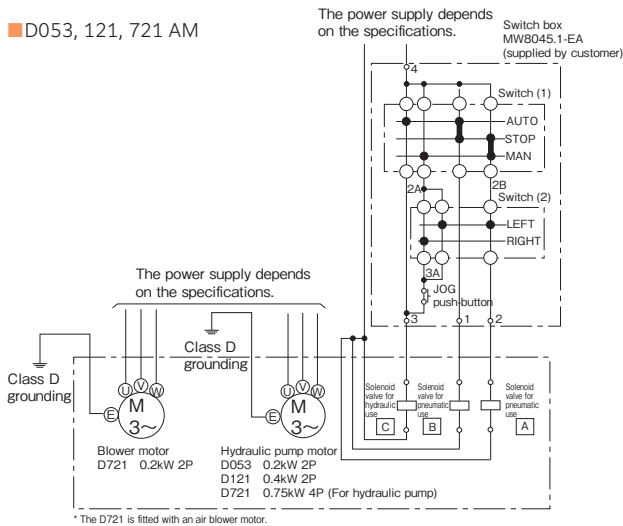 ■D053, 121, 721 AM
The power supply depends
on the specifications.
Switch box
MW8045.1-EA
(supplied by customer)
4
Switch (1)
AUTO
STOP
MAN
2A
2B
Switch (2)
LEFT
RIGHT
3A
JOG
push-button
3
1
2
The power supply depends
on the specifications.
Class D
grounding
Class D
grounding
U V W
E
M
3~
U V W
E
M
3~
Blower motor
D721 0.2kW 2P
Hydraulic pump motor
D053 0.2kW 2P
D121 0.4kW 2P
D721 0.75kW 4P (For hydraulic pump)
Solenoid
valve for
hydraulic
use
C
Solenoid
valve for
pneumatic
use
B
Solenoid
valve for
pneumatic
use
A
* The D721 is fitted with an air blower motor.